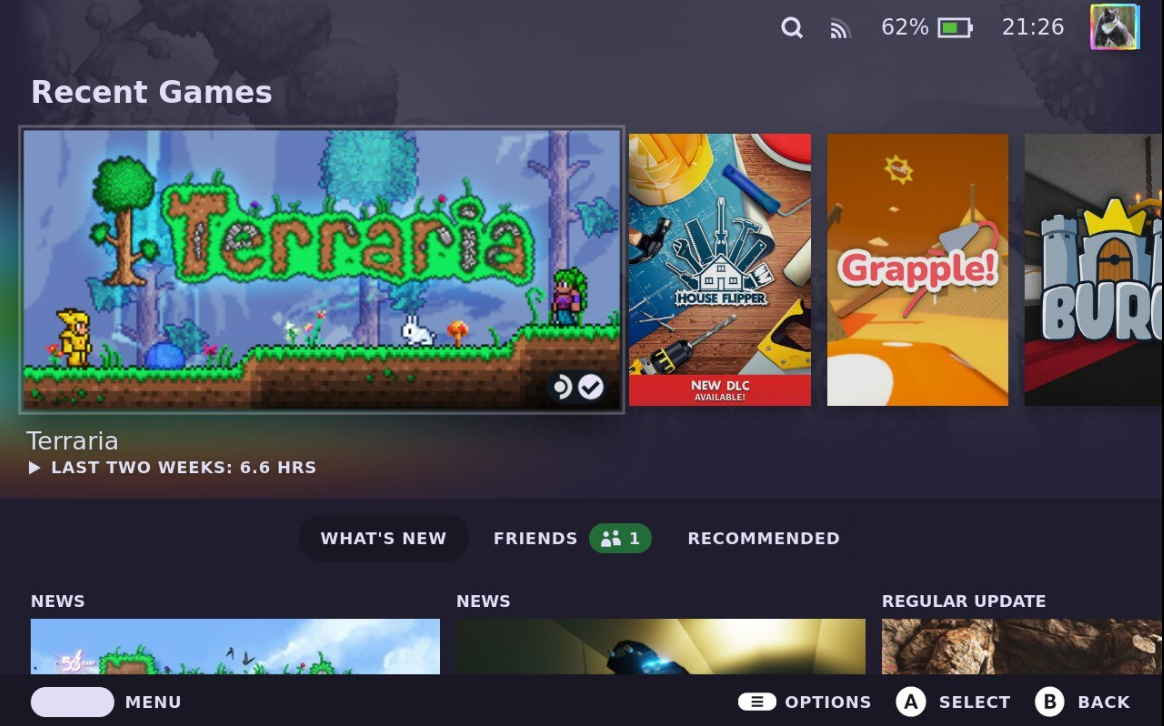 62% 21:26
Recent Games
Terraria
HOUSE FLIPPER
NEW DLC
AVAILABLE!
Grapple!
BUR
Terraria
LAST TWO WEEKS: 6.6 HRS
WHAT'S NEW FRIENDS 1 RECOMMENDED
NEWS NEWS REGULAR UPDATE
MENU OPTIONS A SELECT B BACK